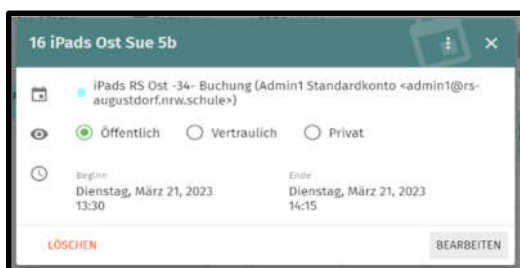 16 iPads Ost Sue 5b
iPads RS Ost -34- Buchung (Admin1 Standardkonto <admin1@rs-
augustdorf.nrw.schule>)
Öffentlich Vertraulich Privat
Beginn Ende
Dienstag, März 21, 2023 Dienstag, März 21, 2023
13:30 14:15
LÖSCHEN BEARBEITEN